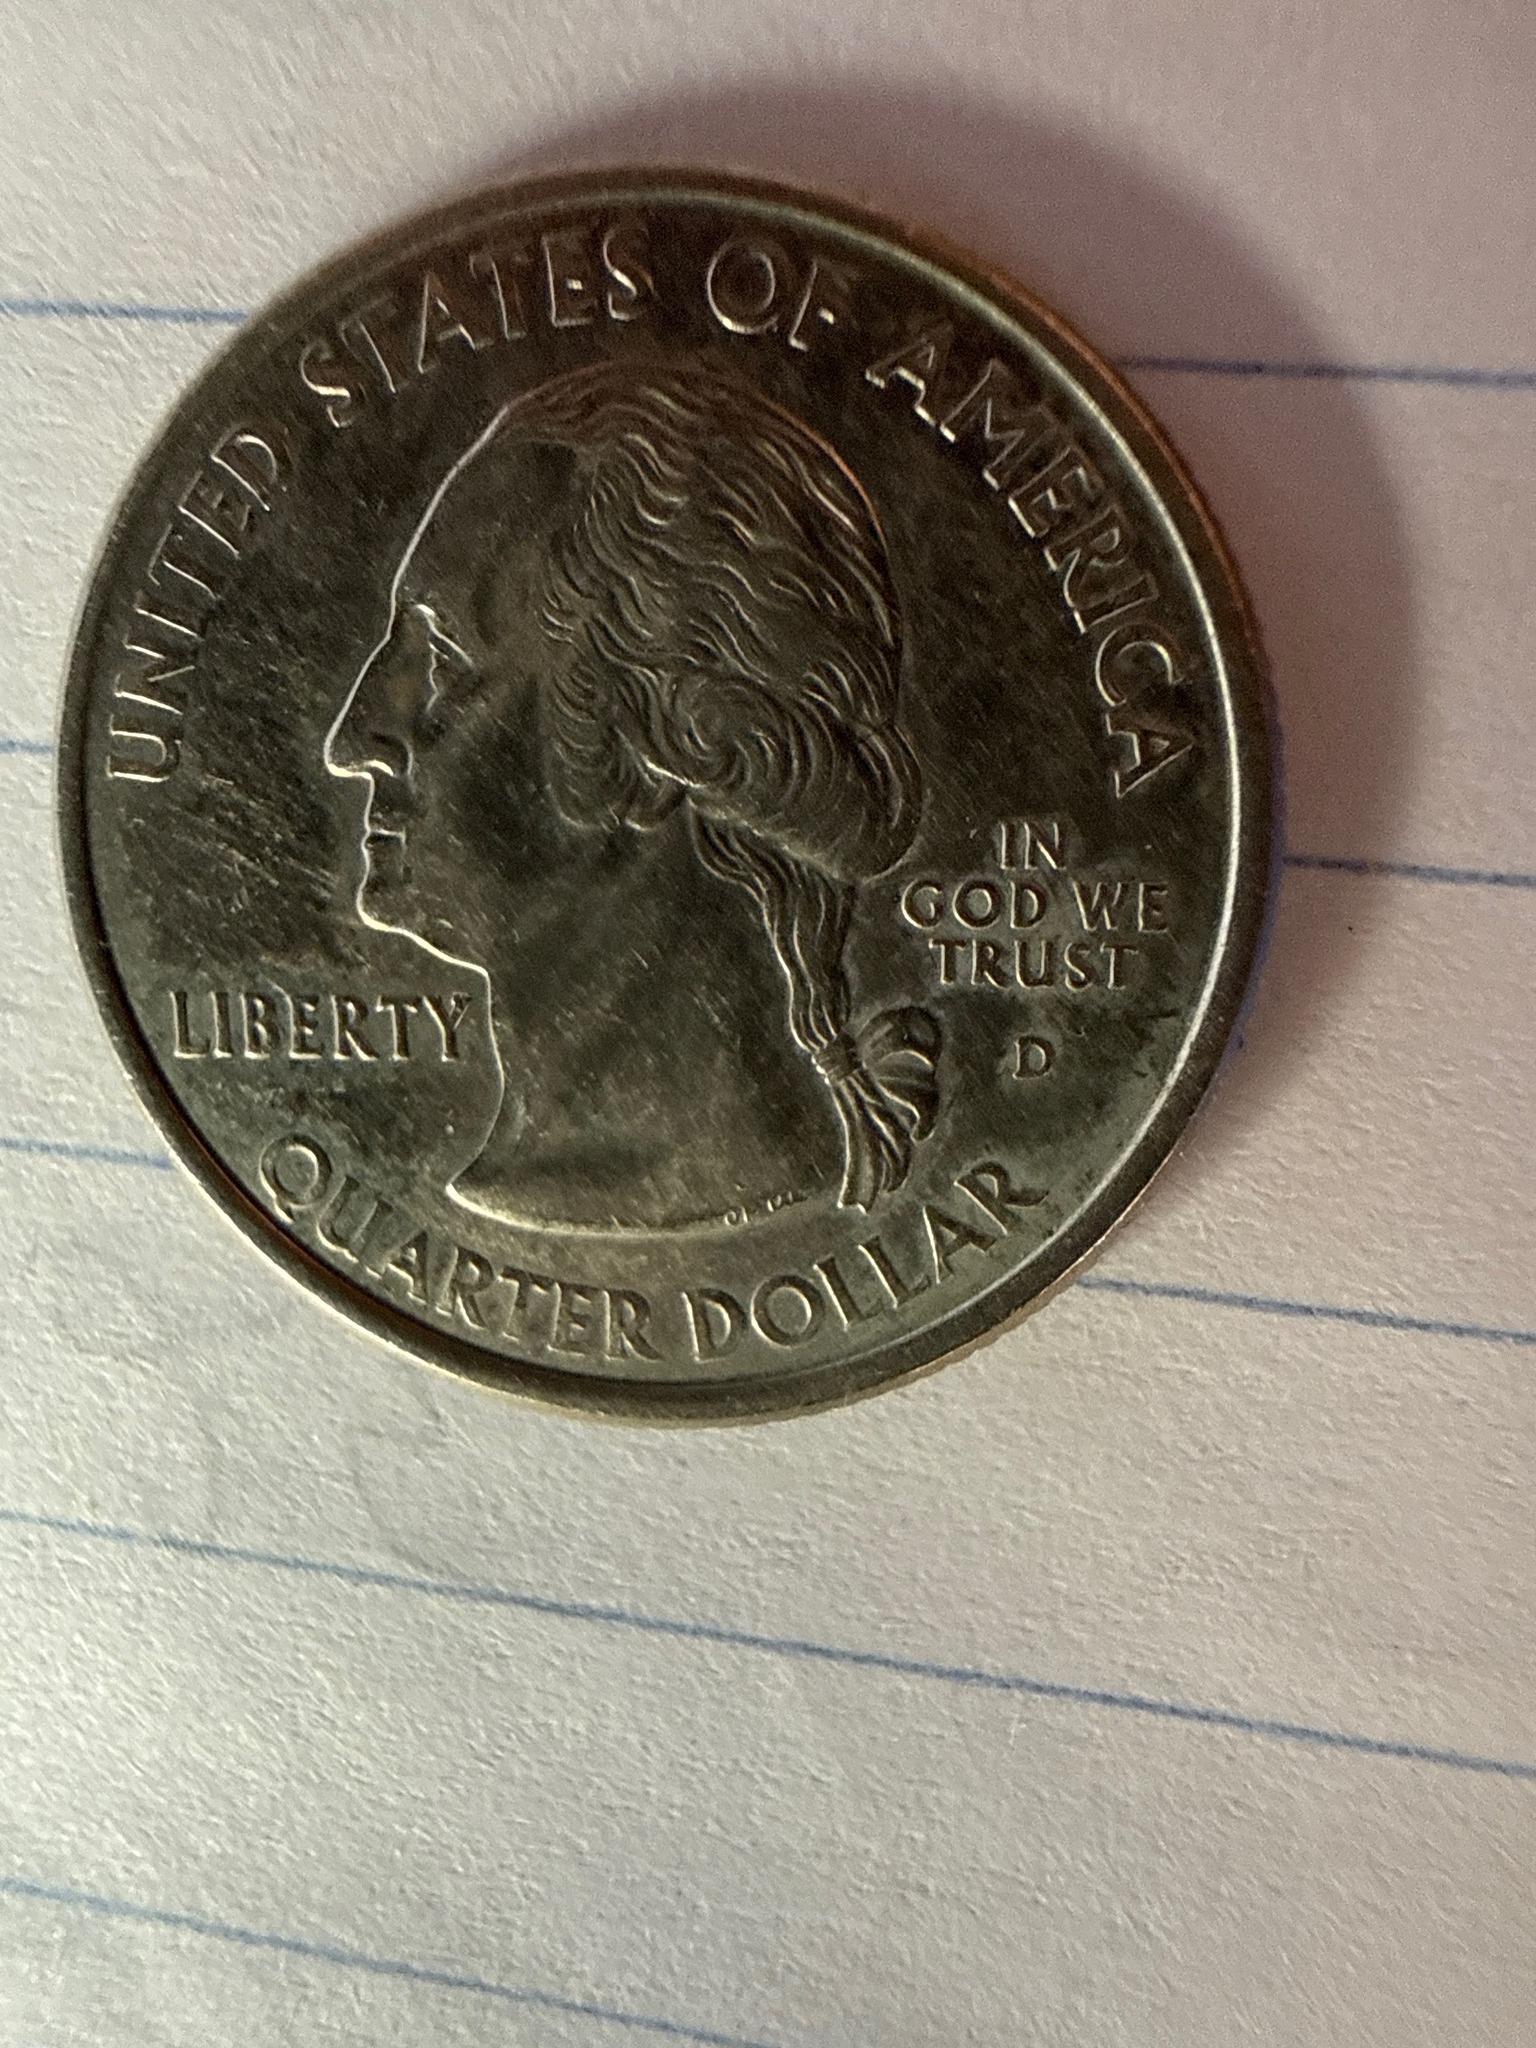 UNITED STATES OF AMERICA
IN
GOD WE
TRUST
LIBERTY
D
QUARTER DOLLAR